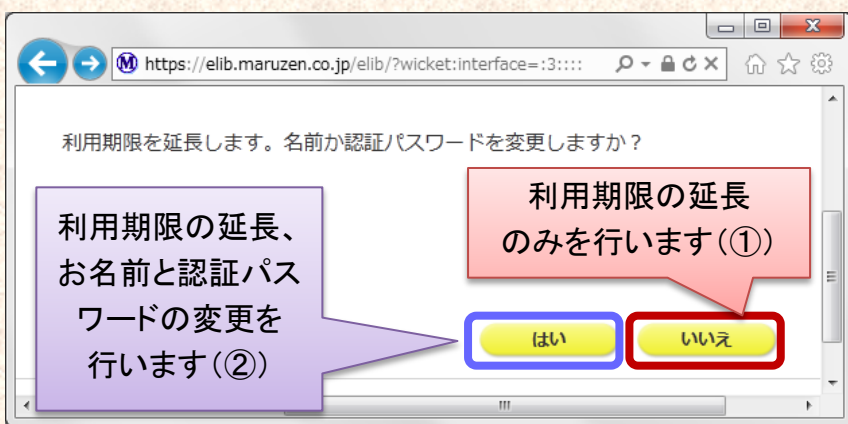 https://elib.maruzen.co.jp/elib/?wicket:interface=:3::::
利用期限を延長します。名前か認証パスワードを変更しますか？
利用期限の延長
のみを行います(①)
利用期限の延長、
お名前と認証パス
ワードの変更を
行います(②)
はい
いいえ